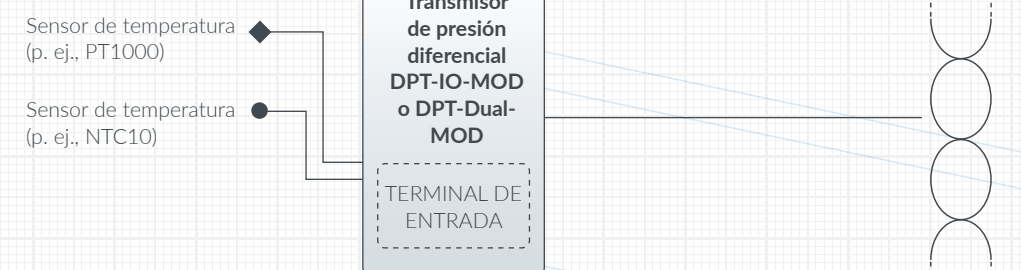 Sensor de temperatura
(p. ej., PT1000)
Sensor de temperatura
(p. ej., NTC10)
Transmisor
de presión
diferencial
DPT-IO-MOD
o DPT-Dual-
MOD
TERMINAL DE
ENTRADA